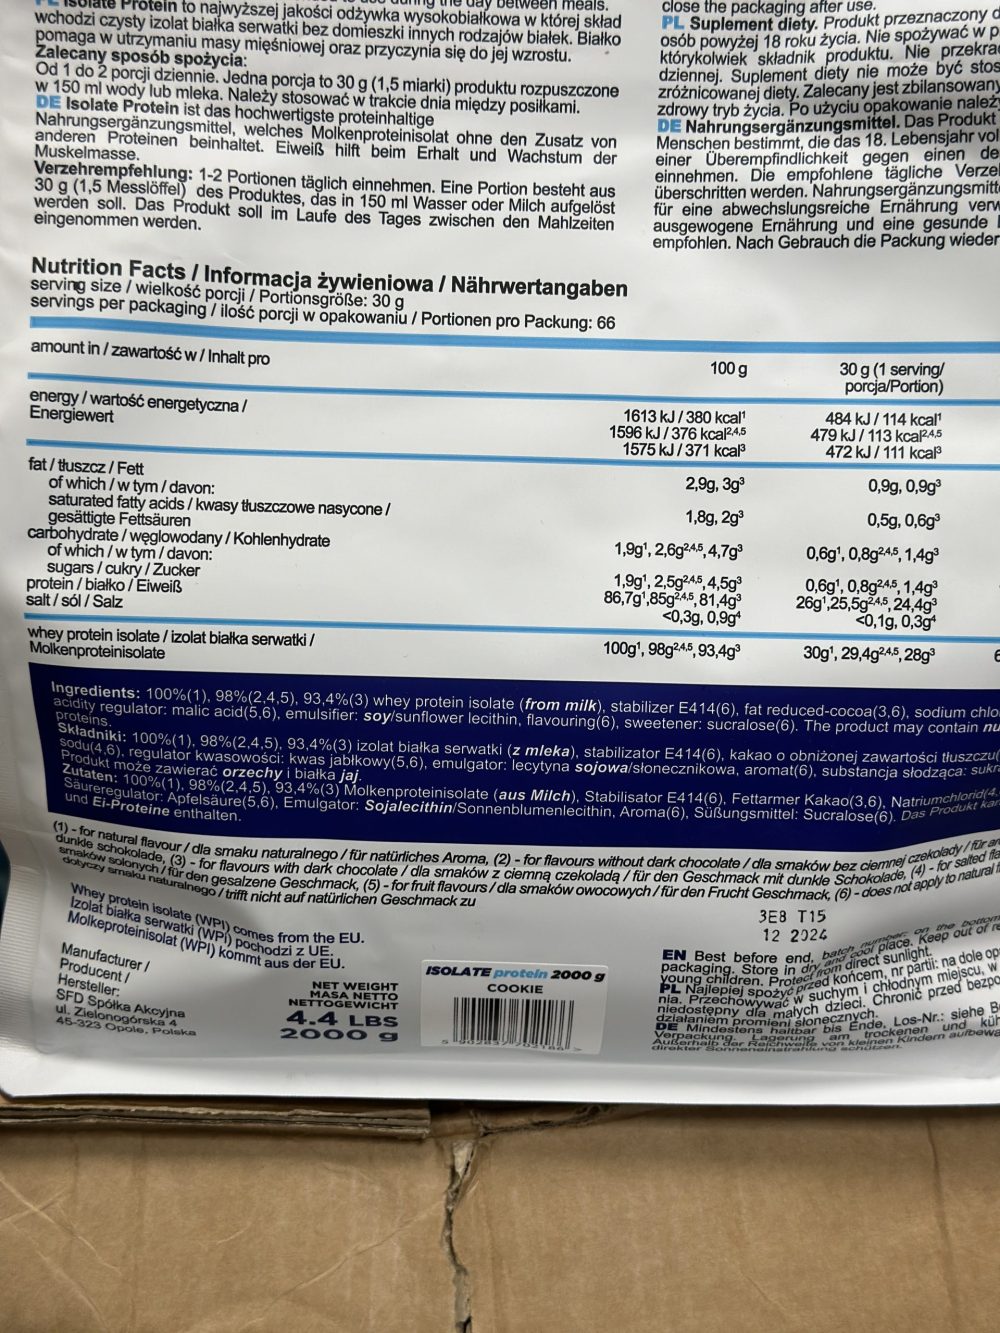 Isolate Protein to najwyższej jakości odżywka wysokobiałkowa w której skład
wchodzi czysty izolat białka serwatki bez domieszki innych rodzajów białek. Białko
pomaga w utrzymaniu masy mięśniowej oraz przyczynia się do jej wzrostu.
Zalecany sposób spożycia:
Od 1 do 2 porcji dziennie. Jedna porcja to 30 g (1,5 miarki) produktu rozpuszczone
w 150 ml wody lub mleka. Należy stosować w trakcie dnia między posiłkami.
DE Isolate Protein ist das hochwertigste proteinhaltige
Nahrungsergänzungsmittel, welches Molkenproteinisolat ohne den Zusatz von
anderen Proteinen beinhaltet. Eiweiß hilft beim Erhalt und Wachstum der
Muskelmasse.
Verzehrempfehlung: 1-2 Portionen täglich einnehmen. Eine Portion besteht aus
30 g (1,5 Messlöffel) des Produktes, das in 150 ml Wasser oder Milch aufgelöst
werden soll. Das Produkt soll im Laufe des Tages zwischen den Mahlzeiten
eingenommen werden.
close the packaging after use.
PL Suplement diety. Produkt przeznaczony
osób powyżej 18 roku życia. Nie spożywać w
którykolwiek składnik produktu. Nie
dziennej. Suplement diety nie może być
zróżnicowanej diety. Zalecany jest zbilansowany
zdrowy tryb życia. Po użyciu opakowanie
DE Nahrungsergänzungsmittel. Das Produkt
Menschen bestimmt, die das 18. Lebensjahr
einer Überempfindlichkeit gegen einen
einnehmen. Die empfohlene tägliche
überschritten werden. Nahrungsergänzungsmitt
für eine abwechslungsreiche Ernährung
ausgewogene Ernährung und eine gesunde
empfohlen. Nach Gebrauch die Packung wieder
Nutrition Facts / Informacja żywieniowa / Nährwertangaben
serving size / wielkość porcji / Portionsgröße: 30 g
servings per packaging / ilość porcji w opakowaniu / Portionen pro Packung: 66
amount in / zawartość w / Inhalt pro 100 g 30 g (1 serving/
porcja/Portion)
energy / wartość energetyczna /
Energiewert
1613 kJ / 380 kcal¹ 484 kJ / 114 kcal¹
1596 kJ / 376 kcal²,⁴,⁵ 479 kJ / 113 kcal²,⁴,⁵
1575 kJ / 371 kcal³ 472 kJ / 111 kcal³
fat / tłuszcz / Fett 2,9g, 3g³ 0,9g, 0,9g³
of which / w tym / davon:
saturated fatty acids / kwasy tłuszczowe nasycone / 1,8g, 2g³ 0,5g, 0,6g³
gesättigte Fettsäuren
carbohydrate / węglowodany / Kohlenhydrate 1,9g¹, 2,6g²,⁴,⁵, 4,7g³ 0,6g¹, 0,8g²,⁴,⁵, 1,4g³
of which / w tym / davon:
sugars / cukry / Zucker 1,9g¹, 2,5g²,⁴,⁵, 4,5g³ 0,6g¹, 0,8g²,⁴,⁵, 1,4g³
protein / białko / Eiweiß 86,7g¹,85g²,⁴,⁵, 81,4g³ 26g¹,25,5g²,⁴,⁵, 24,4g³
salt / sól / Salz <0,3g, 0,9g⁴ <0,1g, 0,3g⁴
whey protein isolate / izolat białka serwatki / 100g¹, 98g²,⁴,⁵, 93,4g³ 30g¹, 29,4g²,⁴,⁵, 28g³
Molkenproteinisolate
Ingredients: 100%(1), 98%(2,4,5), 93,4%(3) whey protein isolate (from milk), stabilizer E414(6), fat reduced-cocoa(3,6), sodium
acidity regulator: malic acid(5,6), emulsifier: soy/sunflower lecithin, flavouring(6), sweetener: sucralose(6). The product may contain
proteins.
Składniki: 100%(1), 98%(2,4,5), 93,4%(3) izolat białka serwatki (z mleka), stabilizator E414(6), kakao o obniżonej zawartości tłuszczu(
sodu(4,6), regulator kwasowości: kwas jabłkowy(5,6), emulgator: lecytyna sojowa/słonecznikowa, aromat(6), substancja słodząca:
Produkt może zawierać orzechy i białka jaj.
Zutaten: 100%(1), 98%(2,4,5), 93,4%(3) Molkenproteinisolate (aus Milch), Stabilisator E414(6), Fettarmer Kakao(3,6), Natriumchlorid(4,
Säureregulator: Apfelsäure(5,6), Emulgator: Sojalecithin/Sonnenblumenlecithin, Aroma(6), Süßungsmittel: Sucralose(6). Das Produkt
und Ei-Proteine enthalten.
(1) - for natural flavour / dla smaku naturalnego / für natürliches Aroma, (2) - for flavours without dark chocolate / dla smaków bez ciemnej czekolady / für
dunkle schokolade, (3) - for flavours with dark chocolate / dla smaków z ciemną czekoladą / für den Geschmack mit dunkle Schokolade, (4) - for salted
smaków solonych / für den gesalzene Geschmack, (5) - for fruit flavours / dla smaków owocowych / für den Frucht Geschmack, (6) - does not apply to natural
dotyczy smaku naturalnego / trifft nicht auf natürlichen Geschmack zu
Whey protein isolate (WPI) comes from the EU.
Izolat białka serwatki (WPI) pochodzi z UE.
Molkeproteinisolat (WPI) kommt aus der EU.
Manufacturer /
Producent /
Hersteller:
SFD Spółka Akcyjna
ul. Zielonogórska 4
45-323 Opole, Polska
NET WEIGHT
MASA NETTO
NETTOGEWICHT
4.4 LBS
2000 g
ISOLATE protein 2000 g
COOKIE
3E8 T15
12 2024
EN Best before end, batch number: on the bottom
packaging. Store in dry and cool place. Keep out of
young children. Protect from direct sunlight.
PL Najlepiej spożyć przed końcem, nr partii: na dole
nia. Przechowywać w suchym i chłodnym miejscu, w
niedostępny dla małych dzieci. Chronić przed
działaniem promieni słonecznych.
DE Mindestens haltbar bis Ende, Los-Nr.: siehe
Verpackung. Lagerung am trockenen und
Außerhalb der Reichweite von kleinen Kindern
direkter Sonneneinstrahlung schützen.